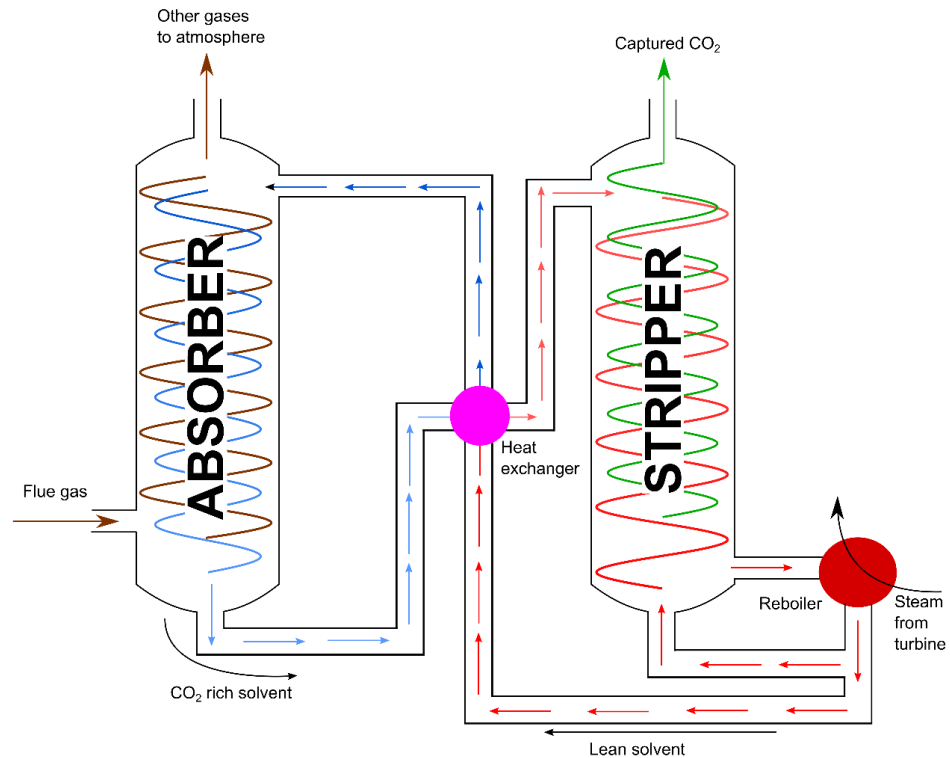 Other gases
to atmosphere
Captured CO₂
ABSORBER
STRIPPER
Heat
exchanger
Flue gas
Reboiler
Steam
from
turbine
CO₂ rich solvent
Lean solvent